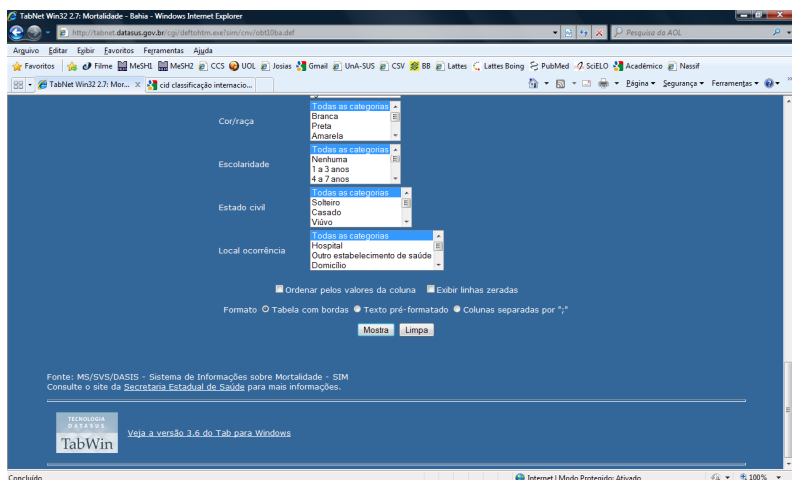 TabNet Win32 2.7: Mortalidade - Bahia - Windows Internet Explorer
http://tabnet.datasus.gov.br/cgi/deftohtm.exe?sim/cnv/obt10ba.def
Pesquisa da AOL
Arquivo Editar Exibir Favoritos Ferramentas Ajuda
Favoritos Filme MeSH1 MeSH2 CCS UOL Josias Gmail UnA-SUS CSV BB Lattes Lattes Boing PubMed SciELO Acadêmico Nassif
TabNet Win32 2.7: Mor... x cid classificação internacio... Página Segurança Ferramentas
Todas as categorias
Cor/raça
Branca
Preta
Amarela
Todas as categorias
Escolaridade
Nenhuma
1 a 3 anos
4 a 7 anos
Todas as categorias
Estado civil
Solteiro
Casado
Viúvo
Todas as categorias
Local ocorrência
Hospital
Outro estabelecimento de saúde
Domicílio
Ordenar pelos valores da coluna Exibir linhas zeradas
Formato Tabela com bordas Texto pré-formatado Colunas separadas por ";"
Mostra Limpa
Fonte: MS/SVS/DASIS - Sistema de Informações sobre Mortalidade - SIM
Consulte o site da Secretaria Estadual de Saúde para mais informações.
TECNOLOGIA
DATASUS
TabWin
Veja a versão 3.6 do Tab para Windows
Concluído Internet | Modo Protegido: Ativado 100%